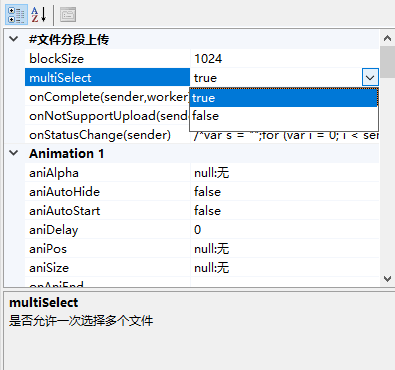 #文件分段上传
blockSize 1024
multiSelect true
true
false
onComplete(sender,worker
onNotSupportUpload(send
onStatusChange(sender) /*var s = "";for (var i = 0; i < sen
Animation 1
aniAlpha null:无
aniAutoHide false
aniAutoStart false
aniDelay 0
aniPos null:无
aniSize null:无
onAniEnd
multiSelect
是否允许一次选择多个文件